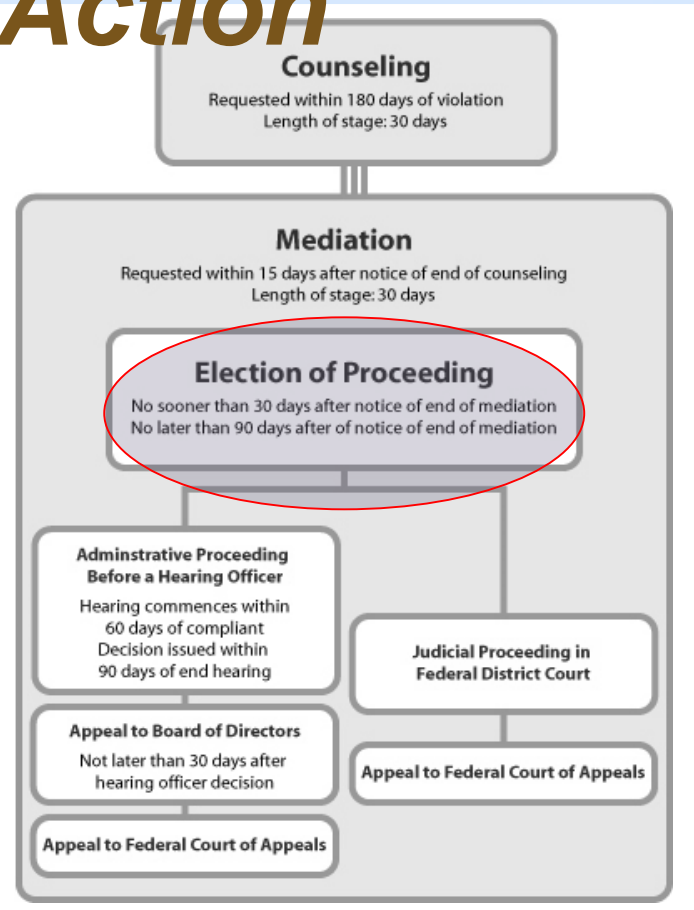 Action
Counseling
Requested within 180 days of violation
Length of stage: 30 days
Mediation
Requested within 15 days after notice of end of counseling
Length of stage: 30 days
Election of Proceeding
No sooner than 30 days after notice of end of mediation
No later than 90 days after of notice of end of mediation
Adminstrative Proceeding
Before a Hearing Officer
Hearing commences within
60 days of compliant
Decision issued within
90 days of end hearing
Appeal to Board of Directors
Not later than 30 days after
hearing officer decision
Appeal to Federal Court of Appeals
Judicial Proceeding in
Federal District Court
Appeal to Federal Court of Appeals